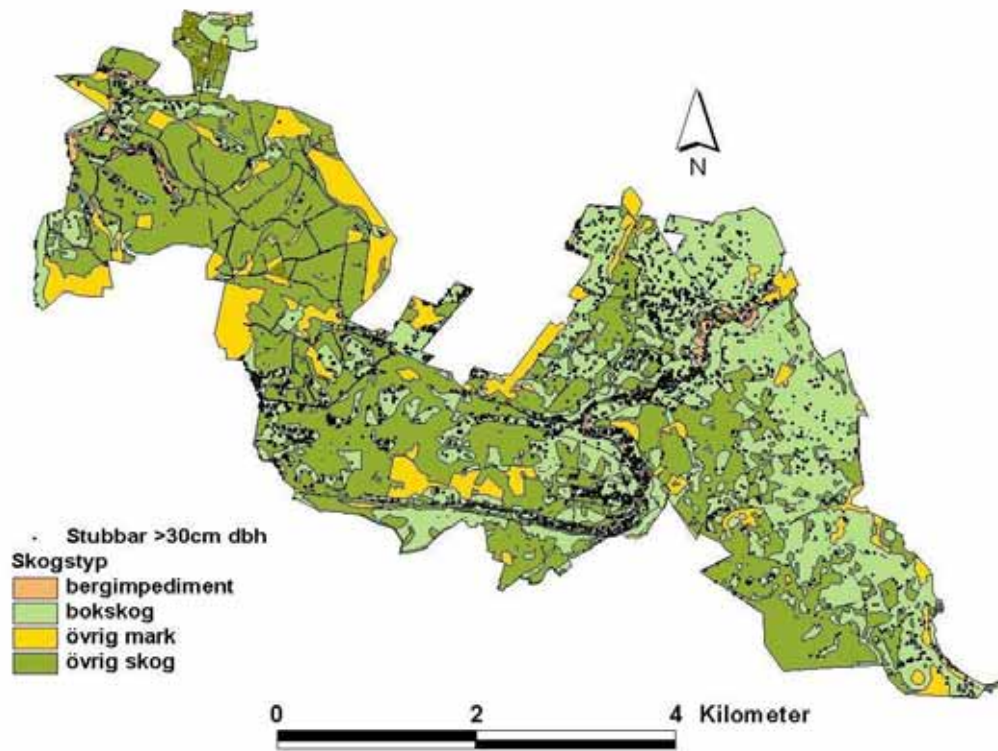 N
Stubbar >30cm dbh
Skogstyp
bergimpediment
bokskog
övrig mark
övrig skog
0 2 4 Kilometer